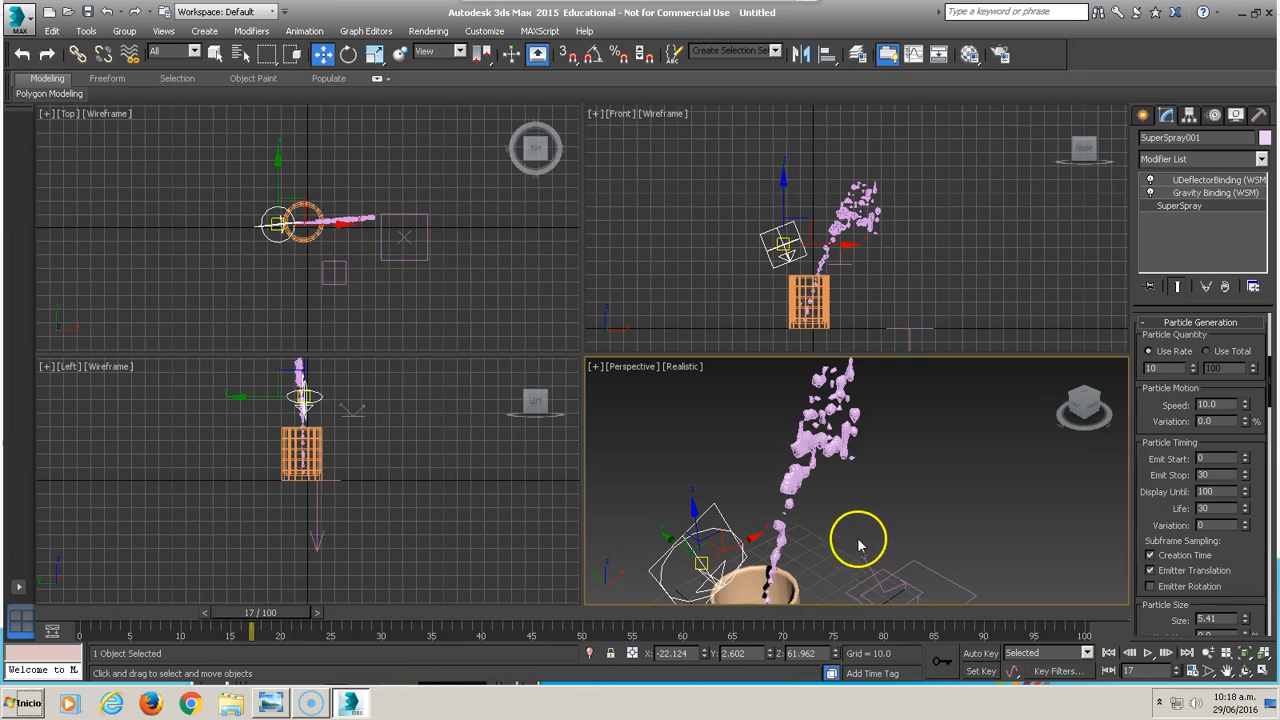 Workspace: Default
Autodesk 3ds Max 2015 Educational - Not for Commercial Use Untitled
Type a keyword or phrase
MAX
Edit Tools Group Views Create Modifiers Animation Graph Editors Rendering Customize MAXScript Help
All
View
Create Selection Se
Modeling Freeform Selection Object Paint Populate
Polygon Modeling
[+] [Top] [Wireframe]
TOP
[+] [Front] [Wireframe]
FRONT
SuperSpray001
Modifier List
UDeflectorBinding (WSM
Gravity Binding (WSM)
SuperSpray
[+] [Left] [Wireframe]
LEFT
[+] [Perspective] [Realistic]
Particle Generation
Particle Quantity
Use Rate Use Total
10 100
Particle Motion
Speed: 10.0
Variation: 0.0 %
Particle Timing
Emit Start: 0
Emit Stop: 30
Display Until: 100
Life: 30
Variation: 0
Subframe Sampling:
Creation Time
Emitter Translation
Emitter Rotation
Particle Size
Size: 5.41
17 / 100
0 5 10 15 20 25 30 35 40 45 50 55 60 65 70 75 80 85 90 95 100
1 Object Selected
X: -22.124 Y: 2.602 Z: 61.962 Grid = 10.0
Auto Key Selected
Welcome to M
Click and drag to select and move objects
Add Time Tag
Set Key Key Filters...
17
Inicio
MAX
10:18 a.m.
29/06/2016